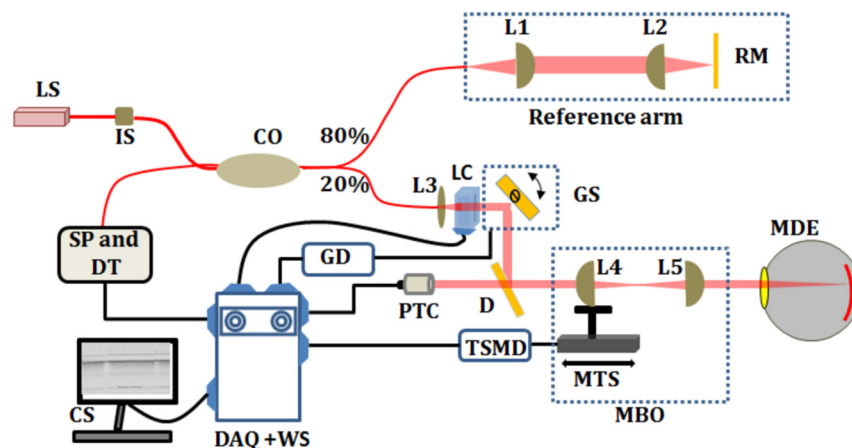 L1
L2
RM
Reference arm
LS
IS
CO
80%
20%
L3
LC
GS
MDE
SP and
DT
GD
PTC
D
L4
L5
TSMD
MTS
MBO
CS
DAQ +WS